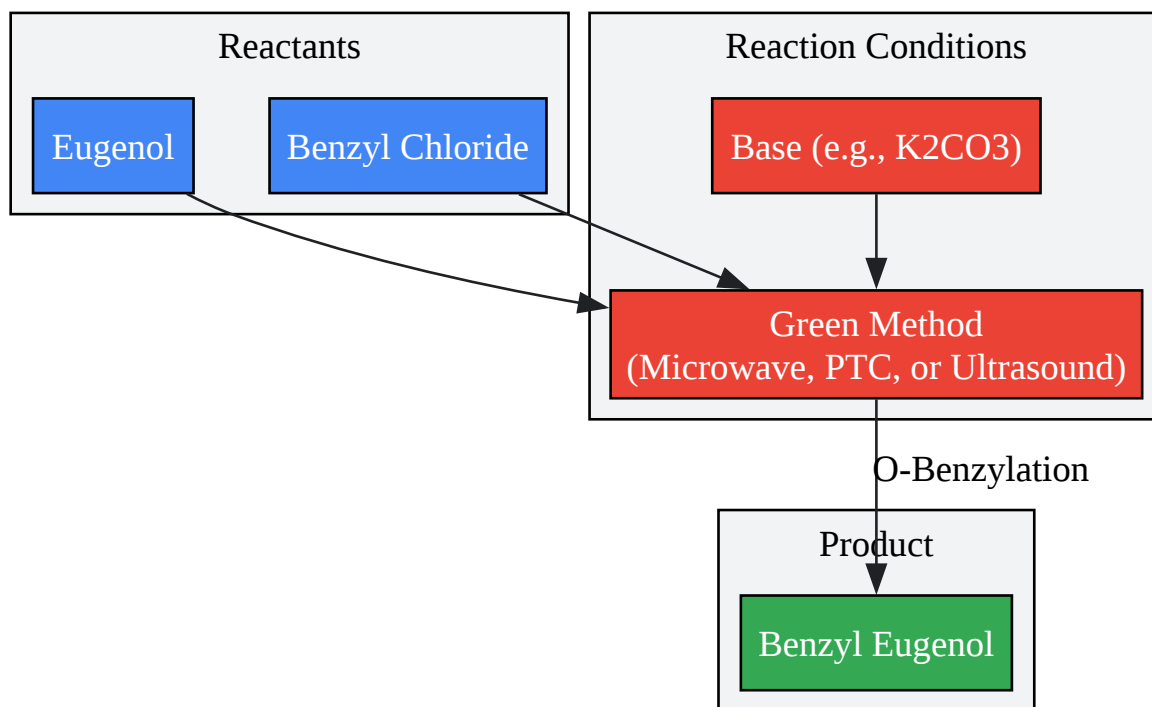 Reactants
Eugenol
Benzyl Chloride
Reaction Conditions
Base (e.g., K2CO3)
Green Method
(Microwave, PTC, or Ultrasound)
O-Benzylation
Product
Benzyl Eugenol